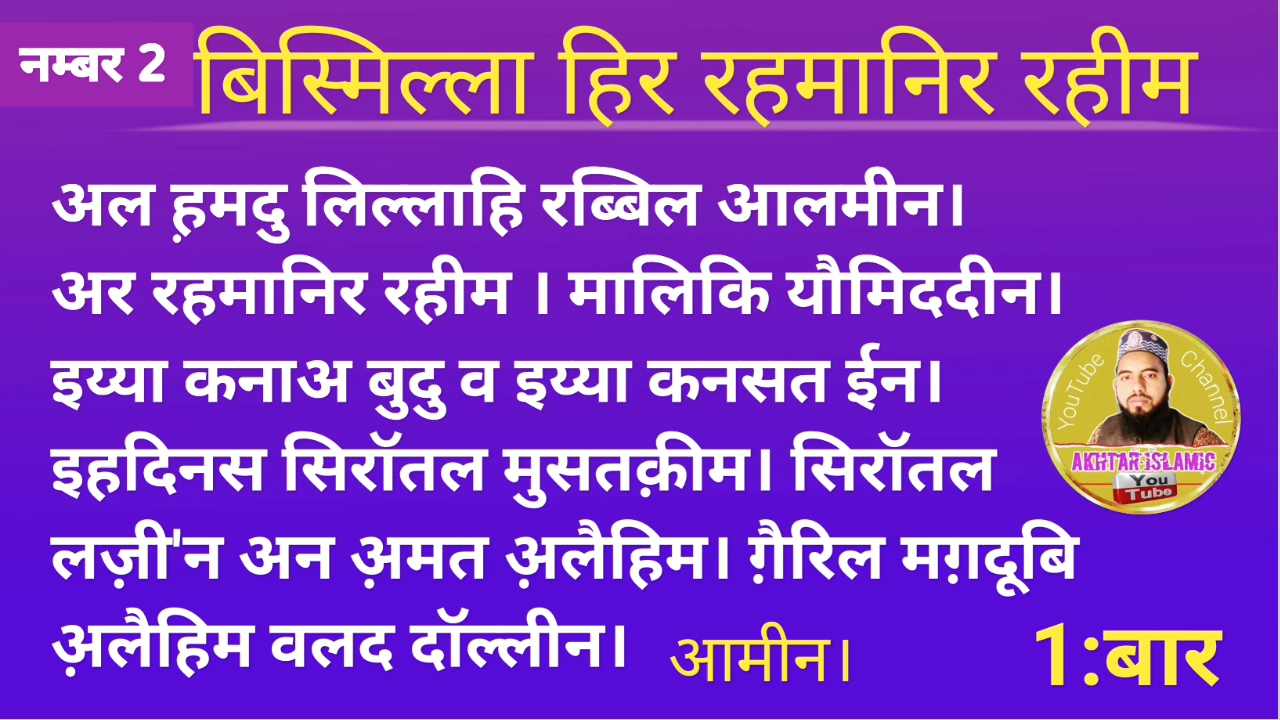 नम्बर 2
बिस्मिल्ला हिर रहमानिर रहीम
अल ह़मदु लिल्लाहि रब्बिल आलमीन।
अर रहमानिर रहीम । मालिकि यौमिददीन।
इय्या कनाअ बुदु व इय्या कनसत ईन।
इहदिनस सिरॉतल मुसतक़ीम। सिरॉतल
लज़ी'न अन अ़मत अ़लैहिम। ग़ैरिल मग़दूबि
अ़लैहिम वलद दॉल्लीन।
आमीन।
1:बार
YouTube Channel
AKHTAR ISLAMIC
You
Tube